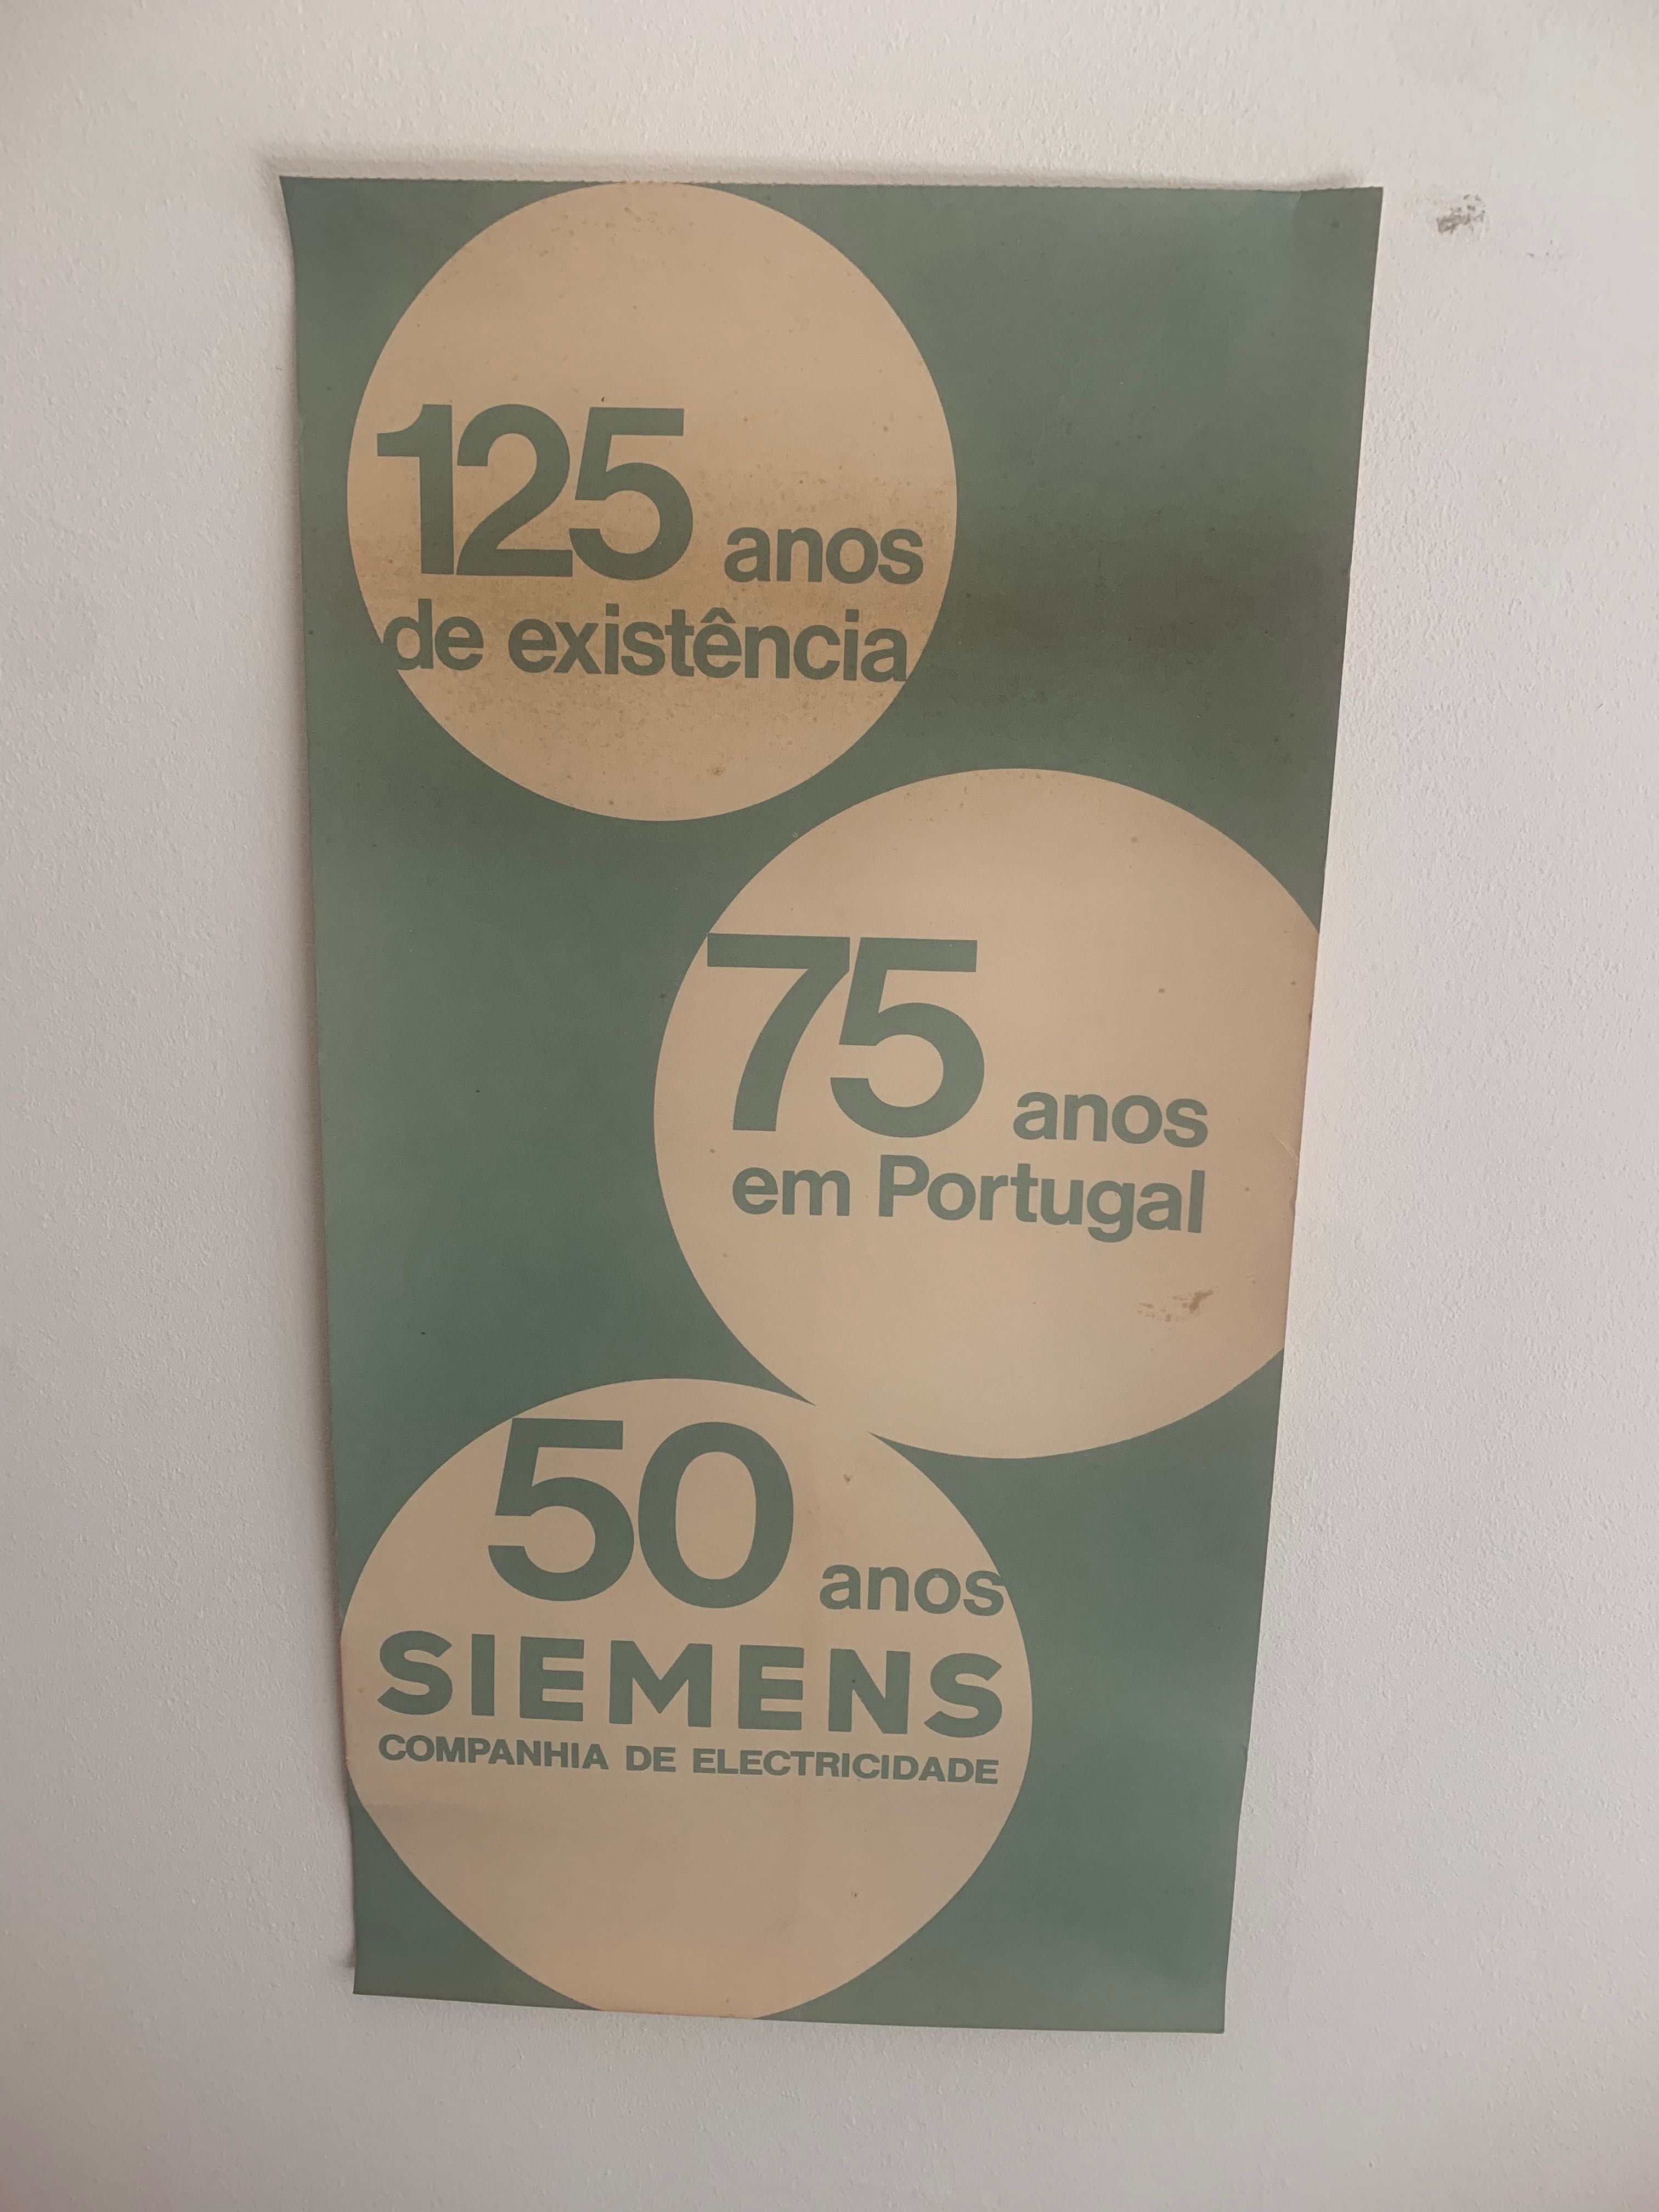 125 anos
de existência
75 anos
em Portugal
50 anos
SIEMENS
COMPANHIA DE ELECTRICIDADE